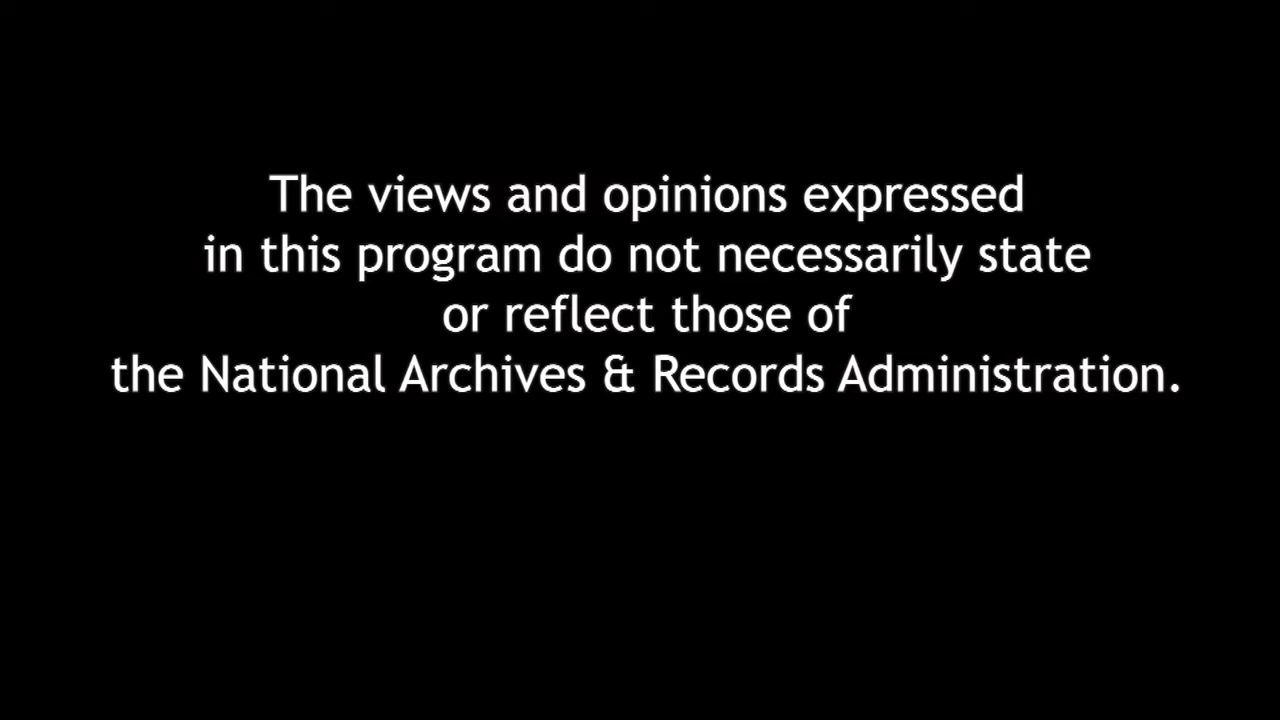 The views and opinions expressed
in this program do not necessarily state
or reflect those of
the National Archives & Records Administration.